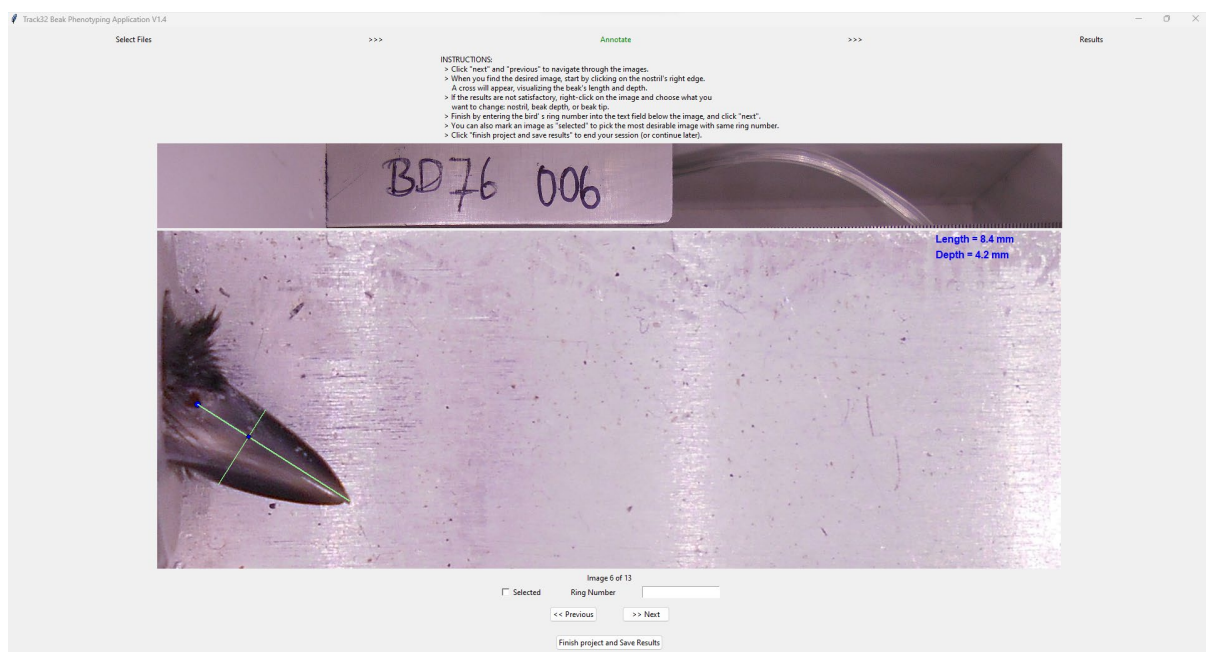 Track32 Beak Phenotyping Application V1.4
Select Files >>> Annotate >>> Results
INSTRUCTIONS:
> Click "next" and "previous" to navigate through the images.
> When you find the desired image, start by clicking on the nostril's right edge.
A cross will appear, visualizing the beak's length and depth.
> If the results are not satisfactory, right-click on the image and choose what you
want to change: nostril, beak depth, or beak tip.
> Finish by entering the bird' s ring number into the text field below the image, and click "next".
> You can also mark an image as "selected" to pick the most desirable image with same ring number.
> Click "finish project and save results" to end your session (or continue later).
BD76 006
Length = 8.4 mm
Depth = 4.2 mm
Image 6 of 13
Selected Ring Number
<< Previous >> Next
Finish project and Save Results